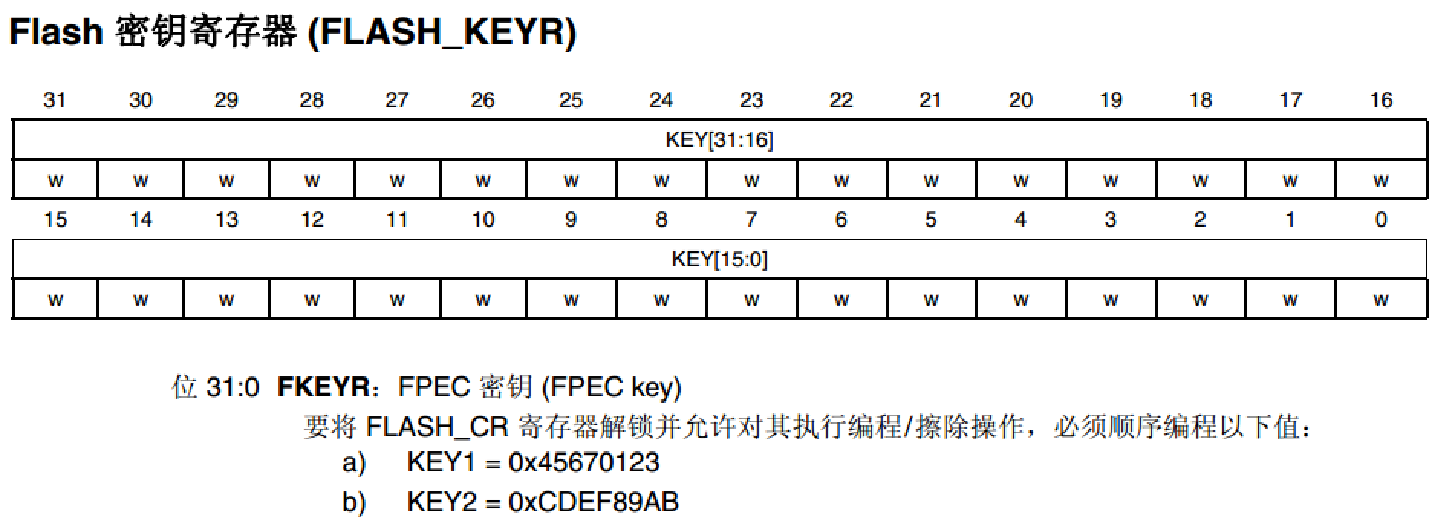 Flash 密钥寄存器 (FLASH_KEYR)
31 30 29 28 27 26 25 24 23 22 21 20 19 18 17 16
KEY[31:16]
w w w w w w w w w w w w w w w w
15 14 13 12 11 10 9 8 7 6 5 4 3 2 1 0
KEY[15:0]
w w w w w w w w w w w w w w w w
位 31:0 FKEYR：FPEC 密钥 (FPEC key)
要将 FLASH_CR 寄存器解锁并允许对其执行编程/擦除操作，必须顺序编程以下值：
a) KEY1 = 0x45670123
b) KEY2 = 0xCDEF89AB